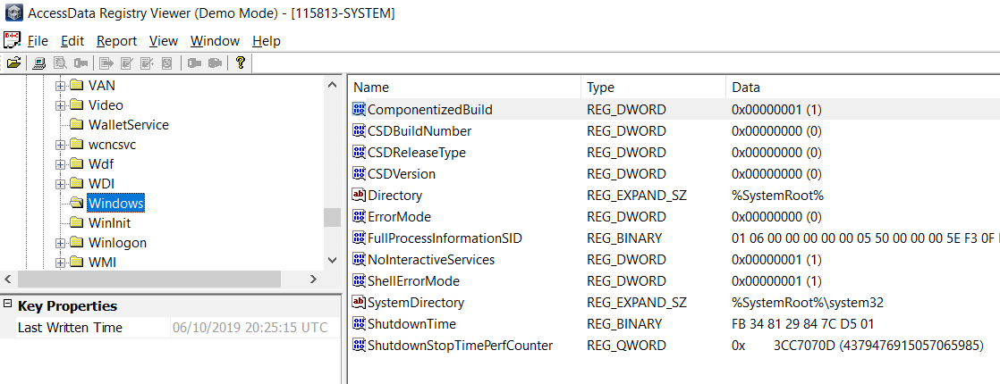 AccessData Registry Viewer (Demo Mode) - [115813-SYSTEM]
File Edit Report View Window Help
VAN
Video
WalletService
wcncsvc
Wdf
WDI
Windows
WinInit
Winlogon
WMI
Key Properties
Last Written Time 06/10/2019 20:25:15 UTC
Name Type Data
ComponentizedBuild REG_DWORD 0x00000001 (1)
CSDBuildNumber REG_DWORD 0x00000000 (0)
CSDReleaseType REG_DWORD 0x00000000 (0)
CSDVersion REG_DWORD 0x00000000 (0)
Directory REG_EXPAND_SZ %SystemRoot%
ErrorMode REG_DWORD 0x00000000 (0)
FullProcessInformationSID REG_BINARY 01 06 00 00 00 00 00 05 50 00 00 00 5E F3 0F
NoInteractiveServices REG_DWORD 0x00000001 (1)
ShellErrorMode REG_DWORD 0x00000001 (1)
SystemDirectory REG_EXPAND_SZ %SystemRoot%\system32
ShutdownTime REG_BINARY FB 34 81 29 84 7C D5 01
ShutdownStopTimePerfCounter REG_QWORD 0x 3CC7070D (4379476915057065985)